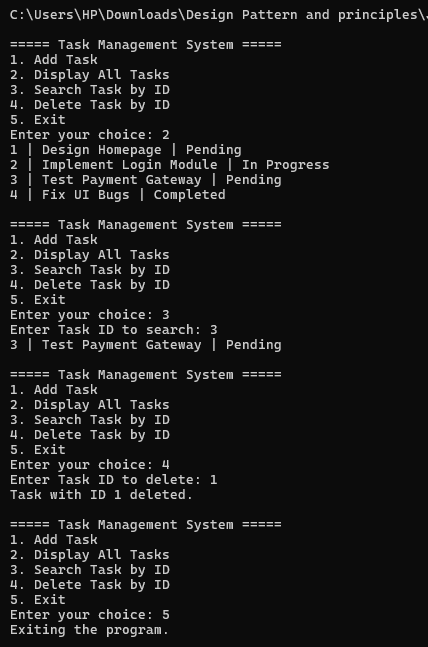 C:\Users\HP\Downloads\Design Pattern and principles\
===== Task Management System =====
1. Add Task
2. Display All Tasks
3. Search Task by ID
4. Delete Task by ID
5. Exit
Enter your choice: 2
1 | Design Homepage | Pending
2 | Implement Login Module | In Progress
3 | Test Payment Gateway | Pending
4 | Fix UI Bugs | Completed
===== Task Management System =====
1. Add Task
2. Display All Tasks
3. Search Task by ID
4. Delete Task by ID
5. Exit
Enter your choice: 3
Enter Task ID to search: 3
3 | Test Payment Gateway | Pending
===== Task Management System =====
1. Add Task
2. Display All Tasks
3. Search Task by ID
4. Delete Task by ID
5. Exit
Enter your choice: 4
Enter Task ID to delete: 1
Task with ID 1 deleted.
===== Task Management System =====
1. Add Task
2. Display All Tasks
3. Search Task by ID
4. Delete Task by ID
5. Exit
Enter your choice: 5
Exiting the program.